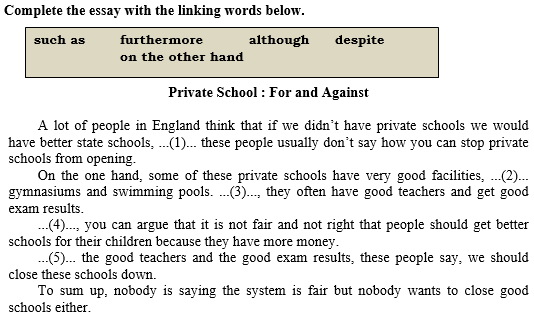 Complete the essay with the linking words below.
such as furthermore although despite
on the other hand
Private School : For and Against
A lot of people in England think that if we didn't have private schools we would
have better state schools, ...(1)... these people usually don't say how you can stop private
schools from opening.
On the one hand, some of these private schools have very good facilities, ...(2)...
gymnasiums and swimming pools. ...(3)..., they often have good teachers and get good
exam results.
...(4)..., you can argue that it is not fair and not right that people should get better
schools for their children because they have more money.
...(5)... the good teachers and the good exam results, these people say, we should
close these schools down.
To sum up, nobody is saying the system is fair but nobody wants to close good
schools either.